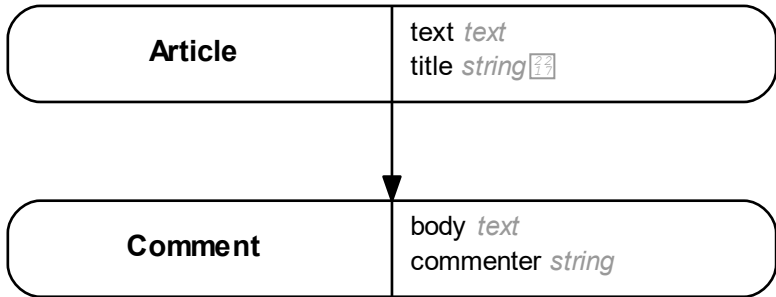 Article
text text
title string
Comment
body text
commenter string